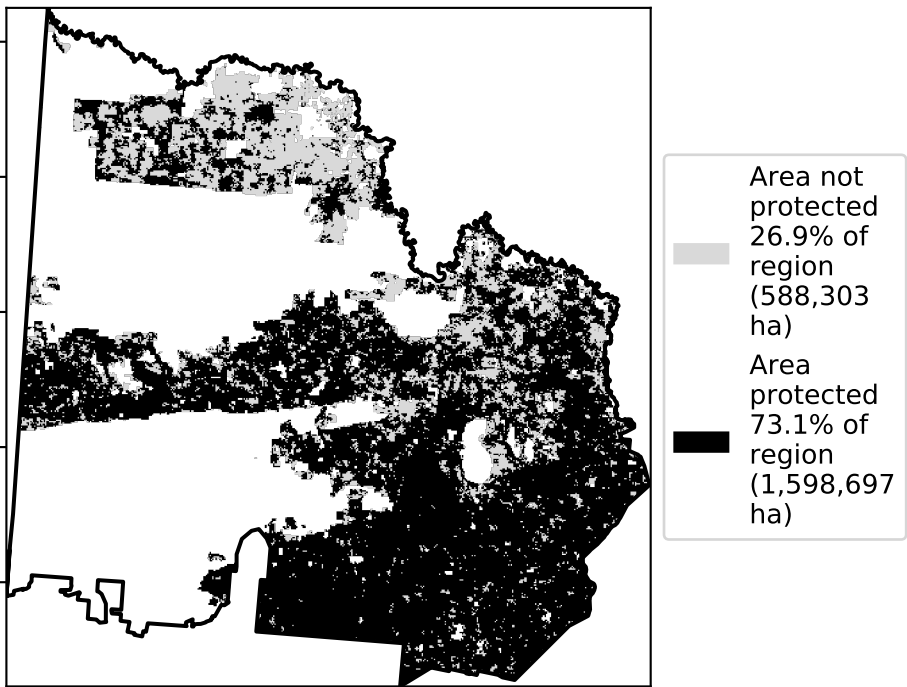 Area not
protected
26.9% of
region
(588,303
ha)
Area
protected
73.1% of
region
(1,598,697
ha)